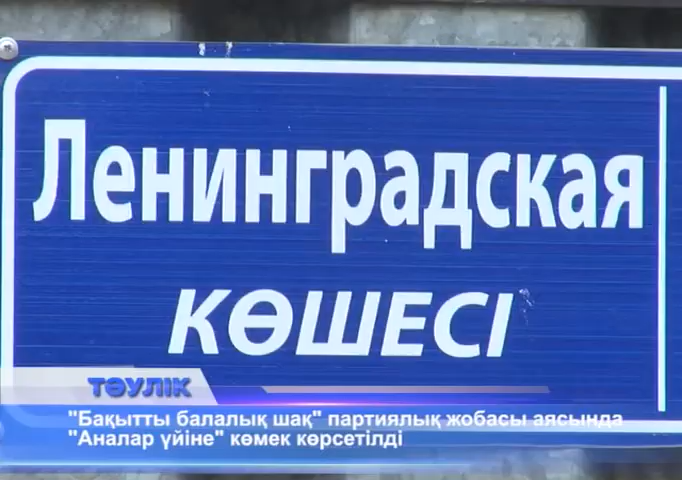 Ленинградская
КӨШЕСІ
ТӘУЛІК
"Бақытты балалық шақ" партиялық жобасы аясында
"Аналар үйіне" көмек көрсетілді